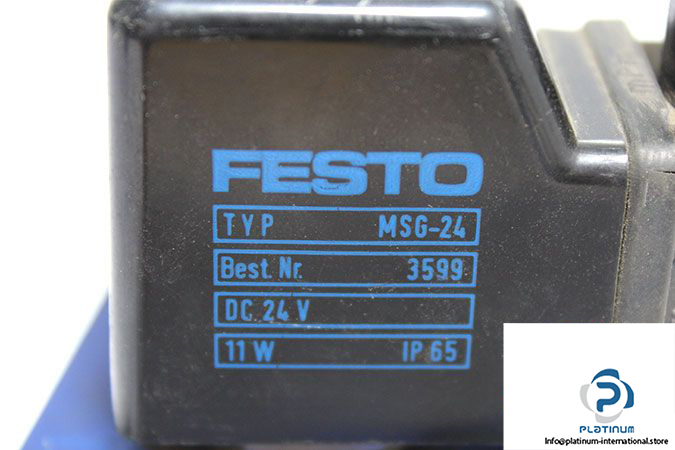 FESTO
TYP MSG-24
Best. Nr. 3599
DC 24 V
11 W IP 65
PLATINUM
Info@platinum-international.store